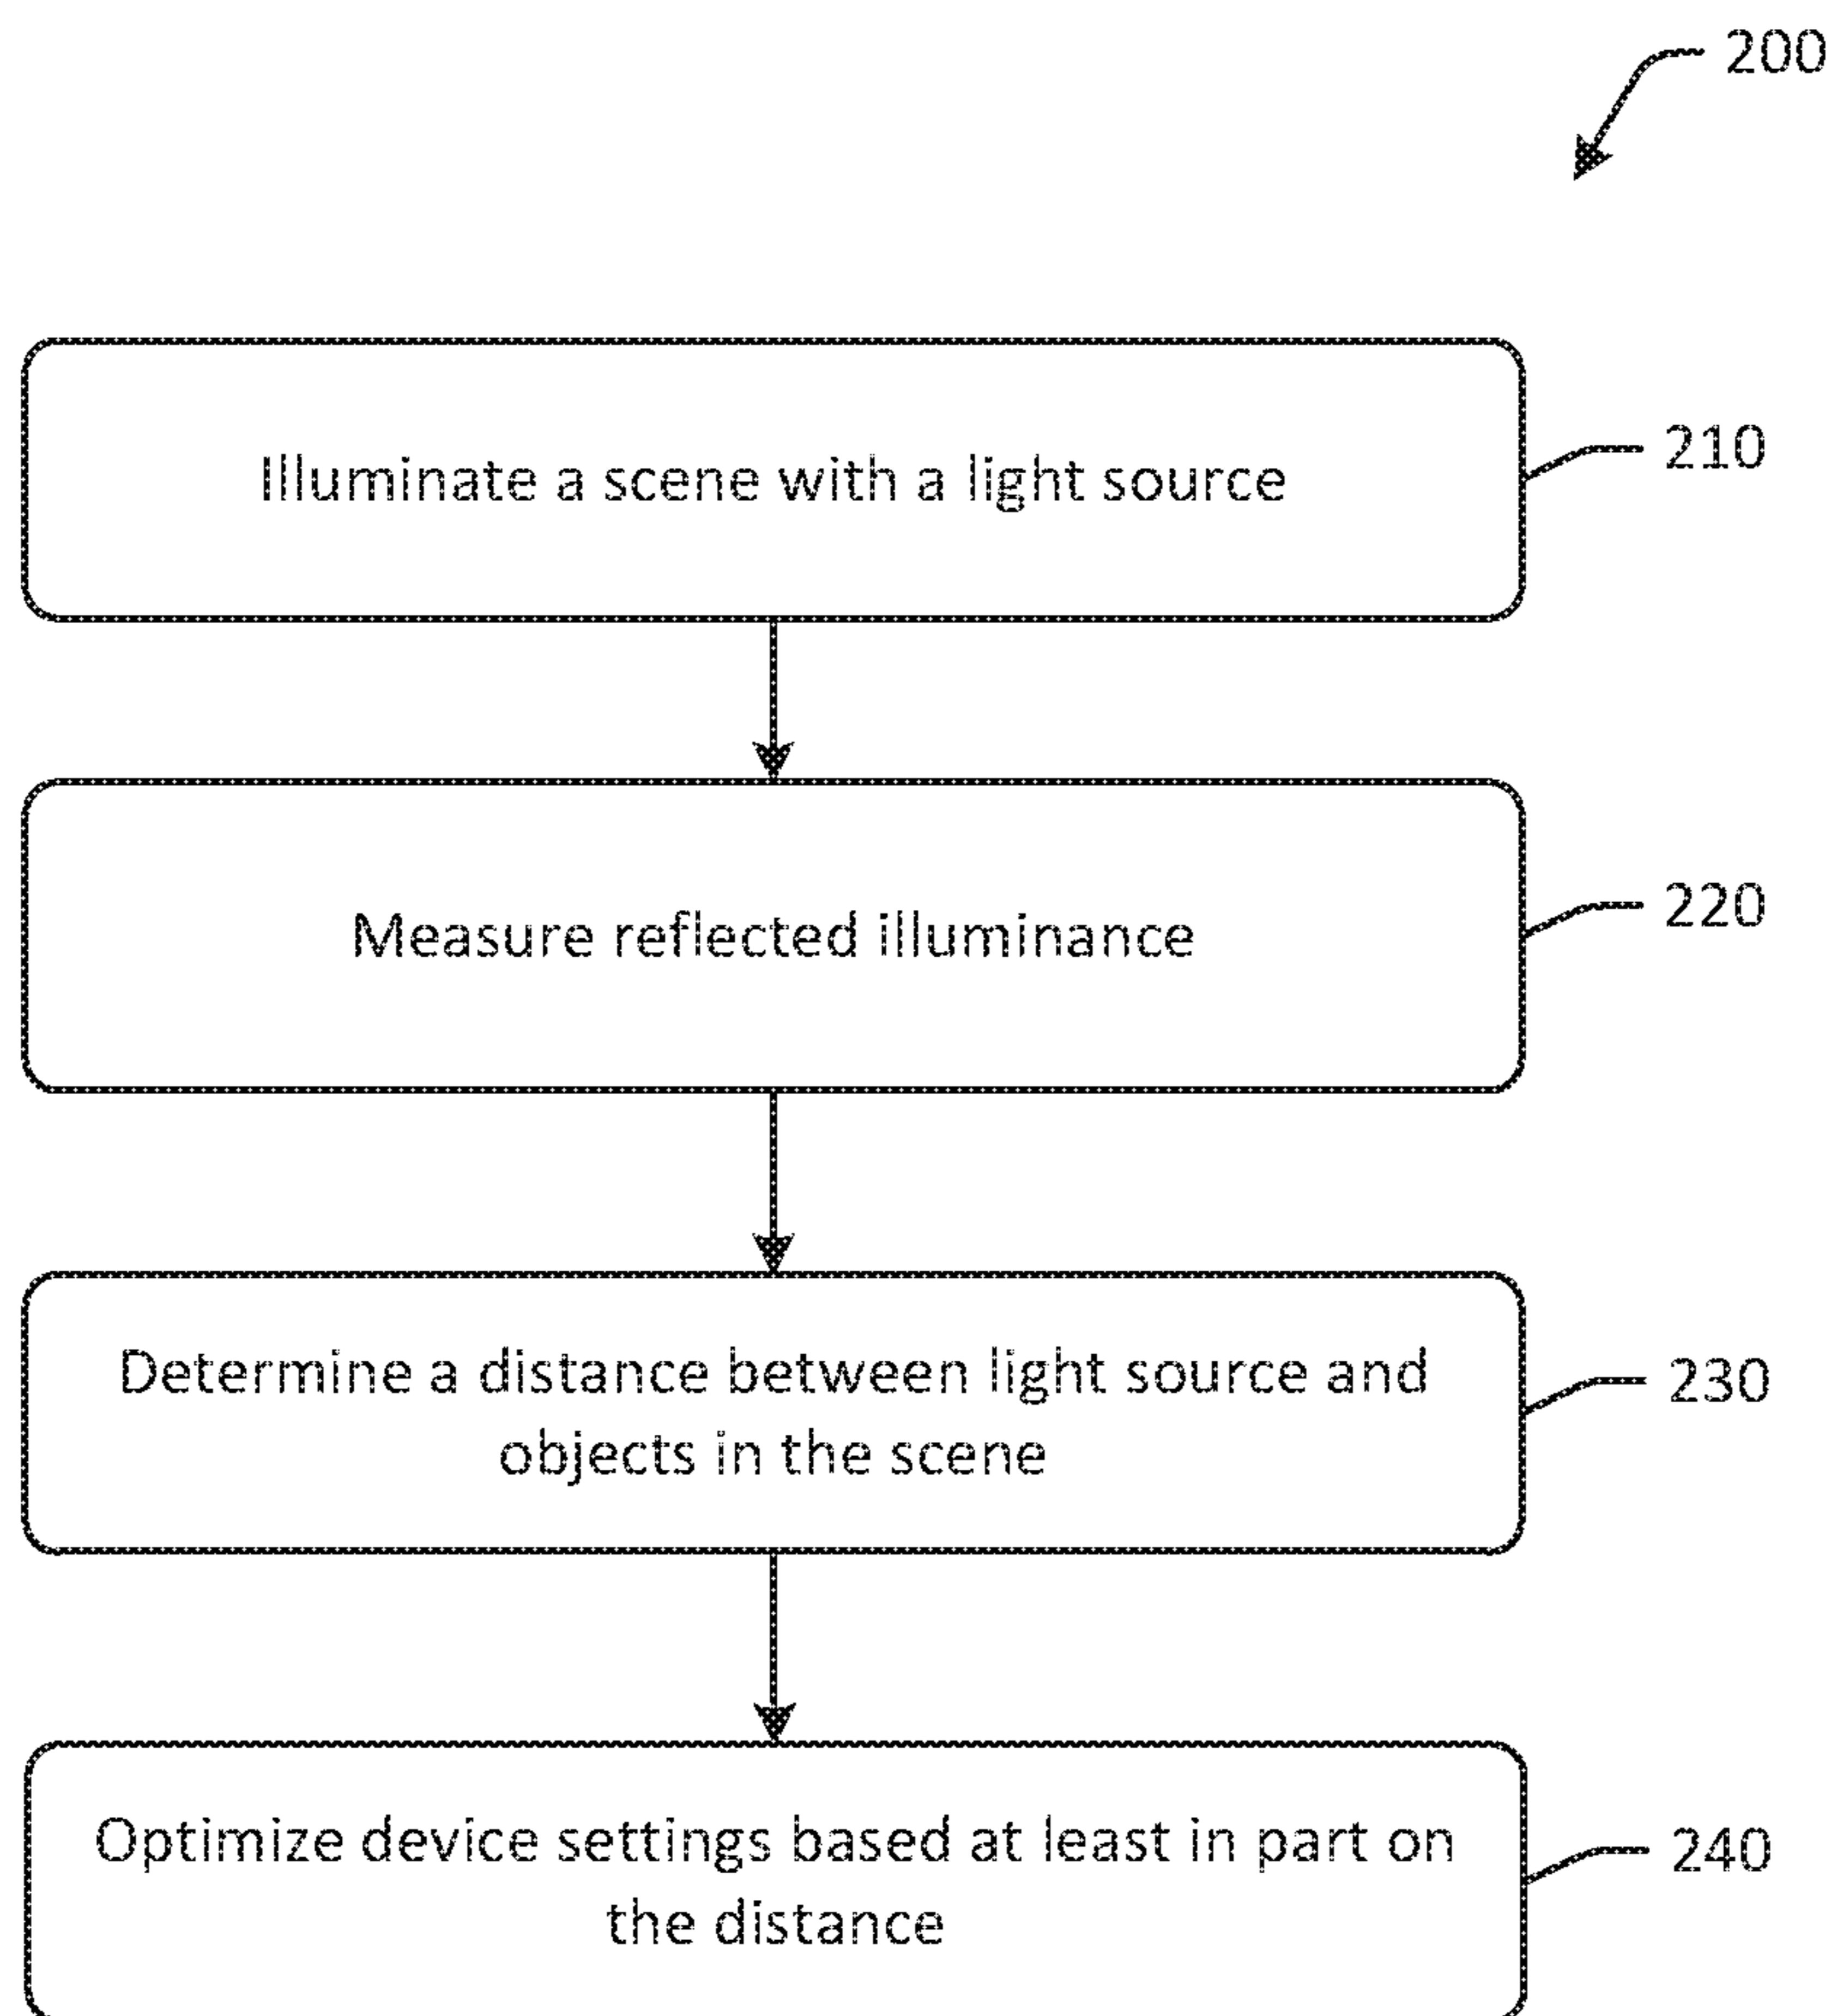 200
Illuminate a scene with a light source
210
Measure reflected illuminance
220
Determine a distance between light source and
objects in the scene
230
Optimize device settings based at least in part on
the distance
240